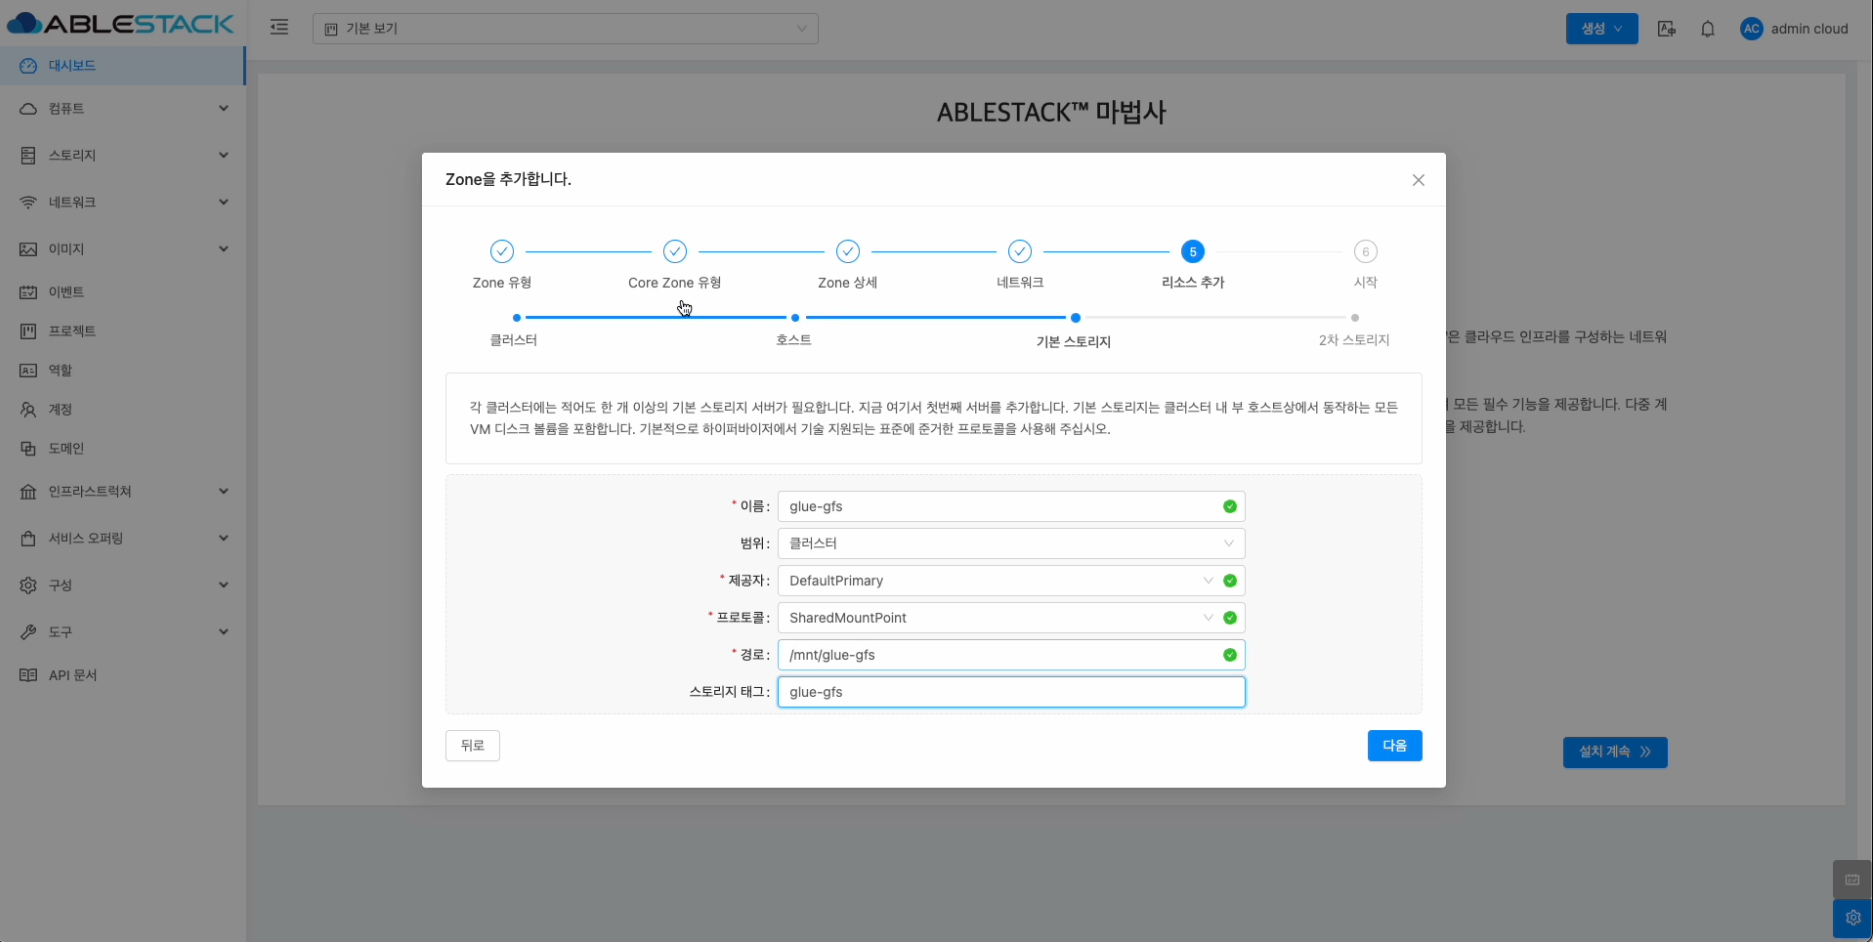 ABLESTACK
기본 보기
생성
AC
admin cloud
대시보드
컴퓨트
스토리지
네트워크
이미지
이벤트
프로젝트
역할
계정
도메인
인프라스트럭쳐
서비스 오퍼링
구성
도구
API 문서
ABLESTACK™ 마법사
Zone을 추가합니다.
5
6
Zone 유형
Core Zone 유형
Zone 상세
네트워크
리소스 추가
시작
클러스터
호스트
기본 스토리지
2차 스토리지
은 클라우드 인프라를 구성하는 네트워
모든 필수 기능을 제공합니다. 다중 계
을 제공합니다.
각 클러스터에는 적어도 한 개 이상의 기본 스토리지 서버가 필요합니다. 지금 여기서 첫번째 서버를 추가합니다. 기본 스토리지는 클러스터 내 부 호스트상에서 동작하는 모든
VM 디스크 볼륨을 포함합니다. 기본적으로 하이퍼바이저에서 기술 지원되는 표준에 준거한 프로토콜을 사용해 주십시오.
* 이름 : glue-gfs
범위 : 클러스터
* 제공자 : DefaultPrimary
* 프로토콜 : SharedMountPoint
* 경로 : /mnt/glue-gfs
스토리지 태그 : glue-gfs
뒤로
다음
설치 계속